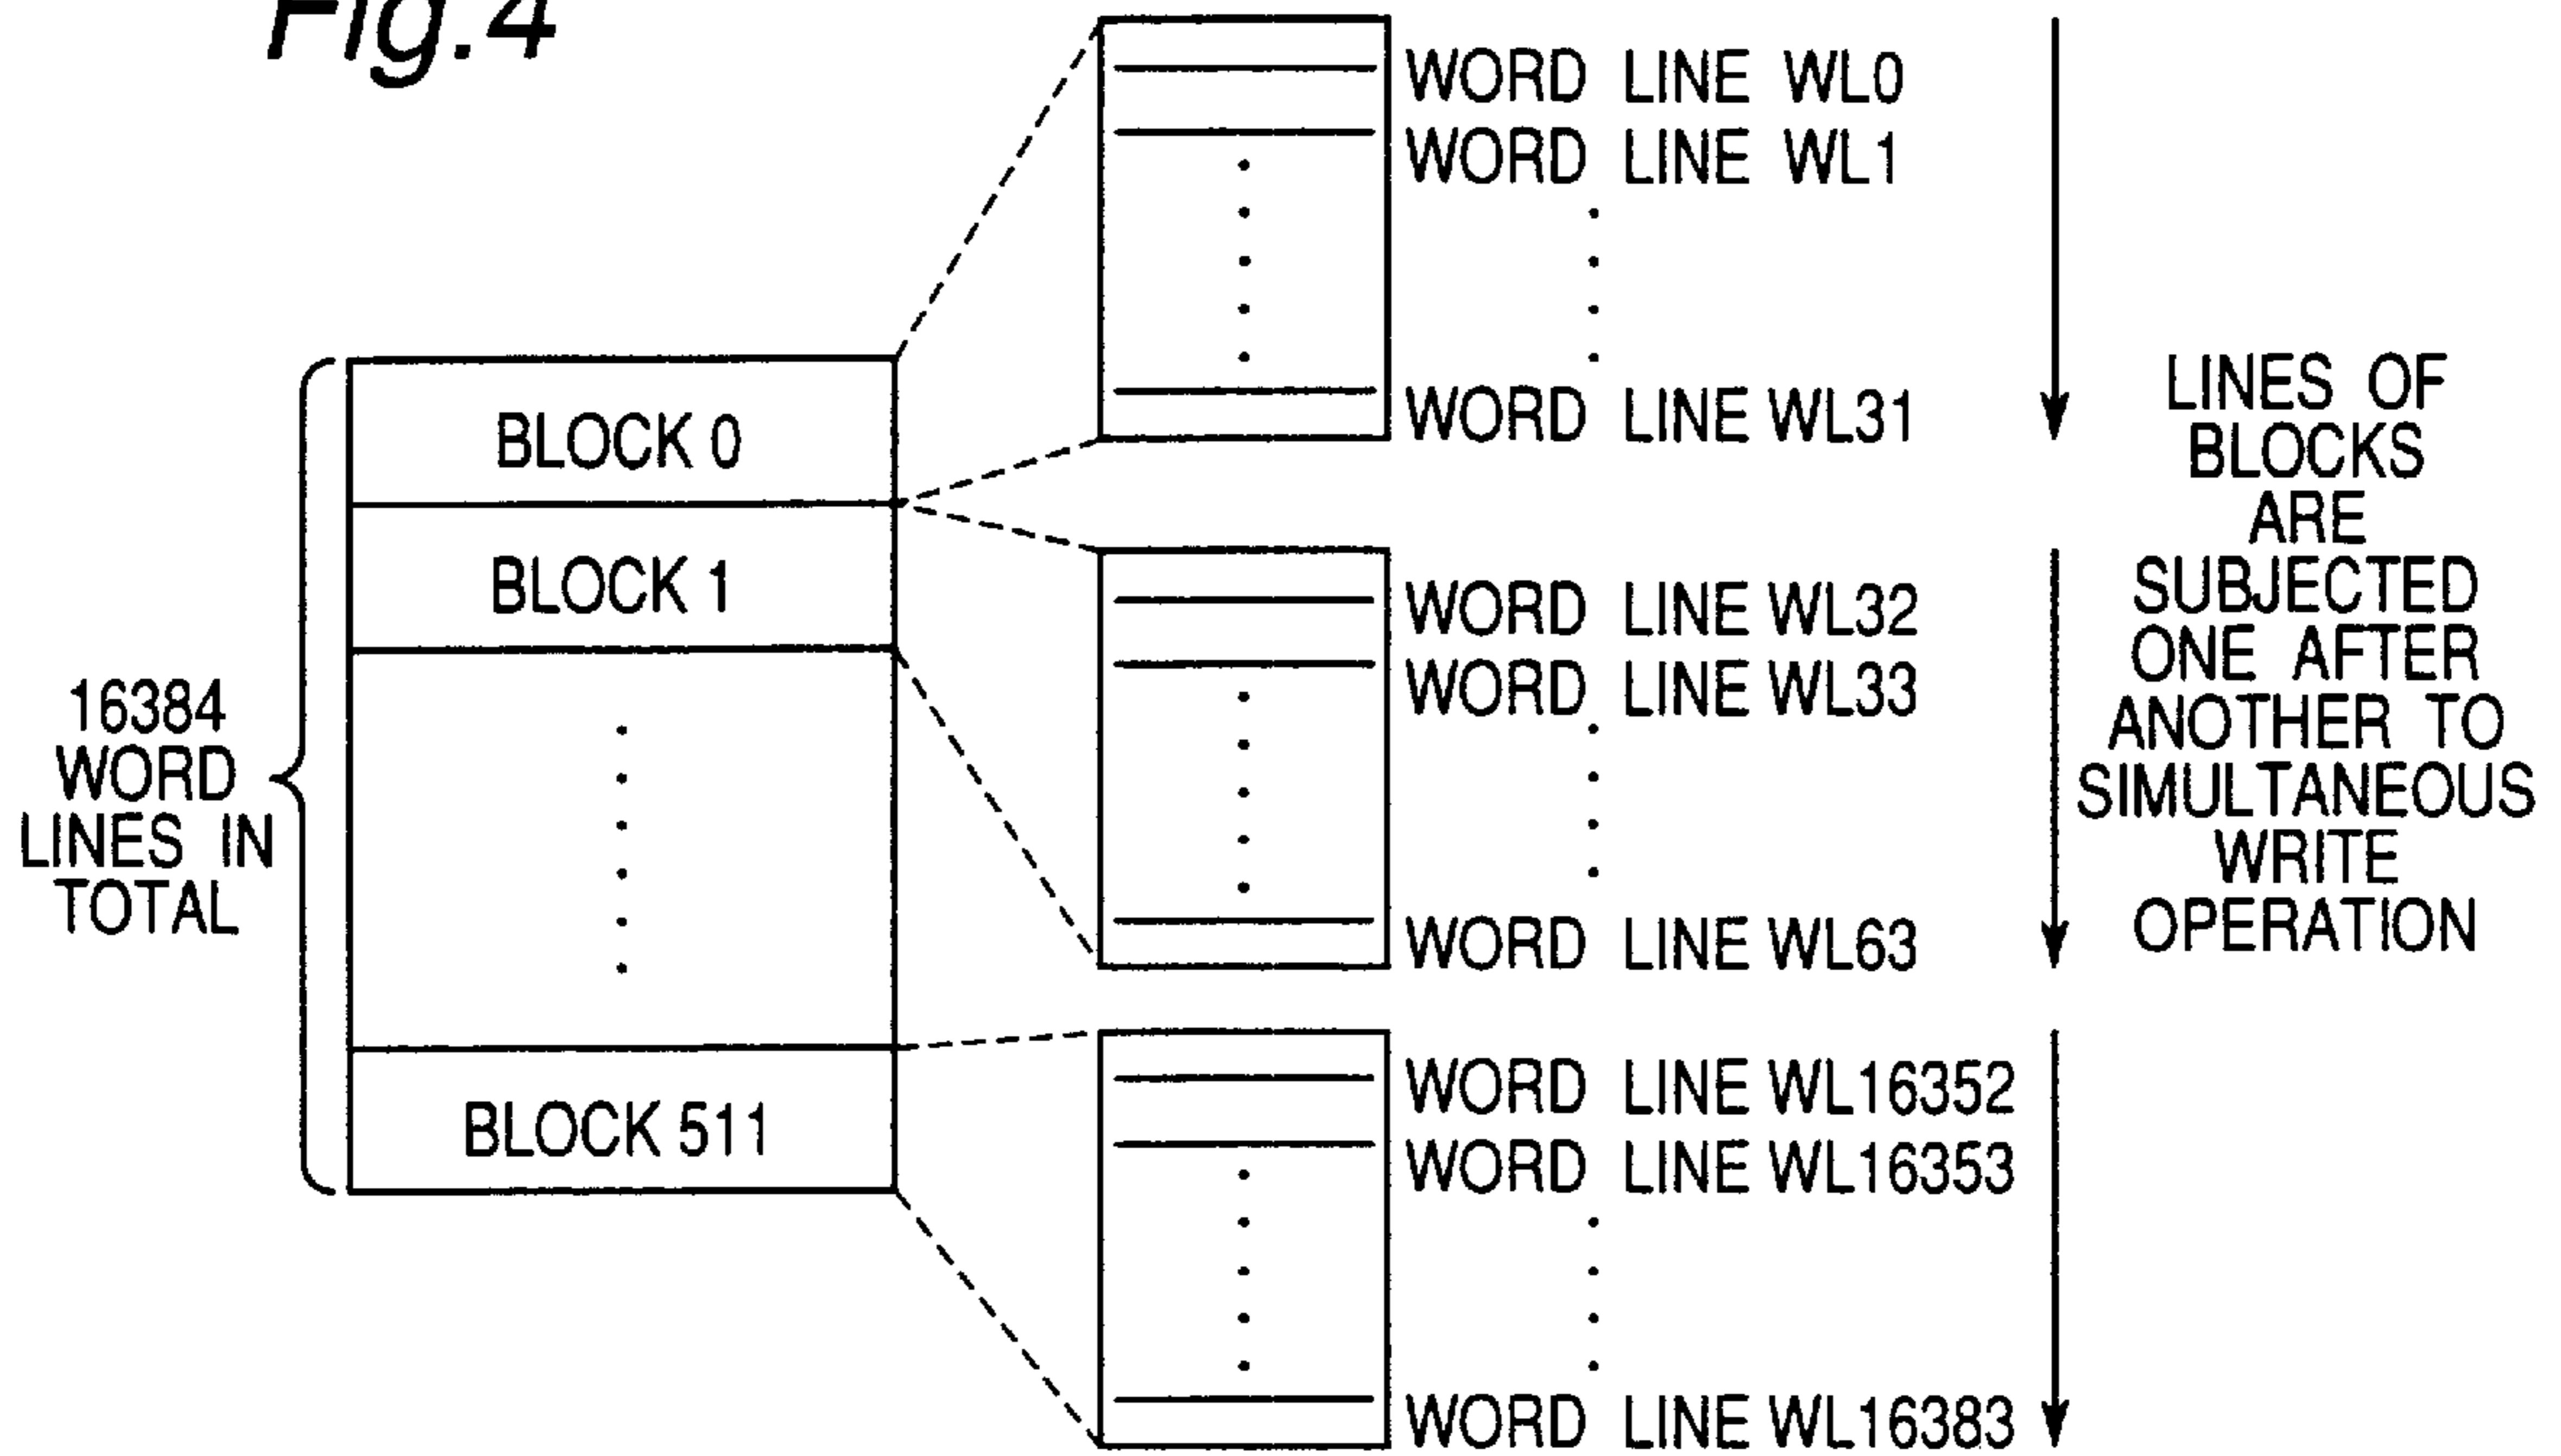 Fig.4
16384
WORD
LINES IN
TOTAL
BLOCK 0
BLOCK 1
BLOCK 511
WORD LINE WL0
WORD LINE WL1
WORD LINE WL31
WORD LINE WL32
WORD LINE WL33
WORD LINE WL63
WORD LINE WL16352
WORD LINE WL16353
WORD LINE WL16383
LINES OF
BLOCKS
ARE
SUBJECTED
ONE AFTER
ANOTHER TO
SIMULTANEOUS
WRITE
OPERATION